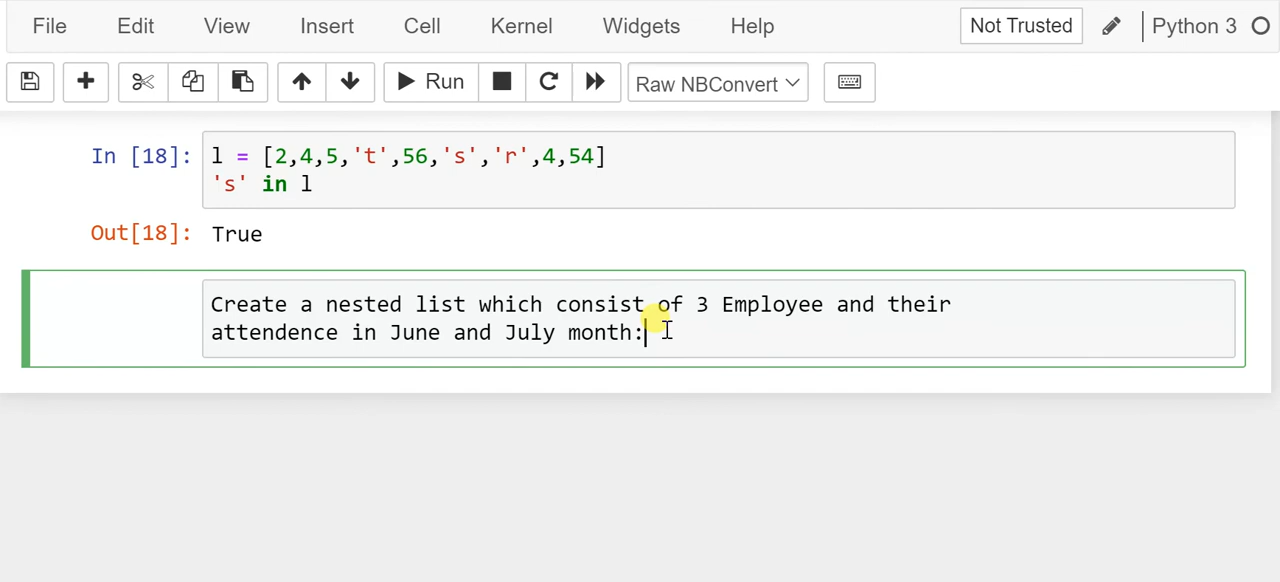 File Edit View Insert Cell Kernel Widgets Help Not Trusted Python 3
Run Raw NBConvert
In [18]: l = [2,4,5,'t',56,'s','r',4,54]
's' in l
Out[18]: True
Create a nested list which consist of 3 Employee and their
attendence in June and July month: